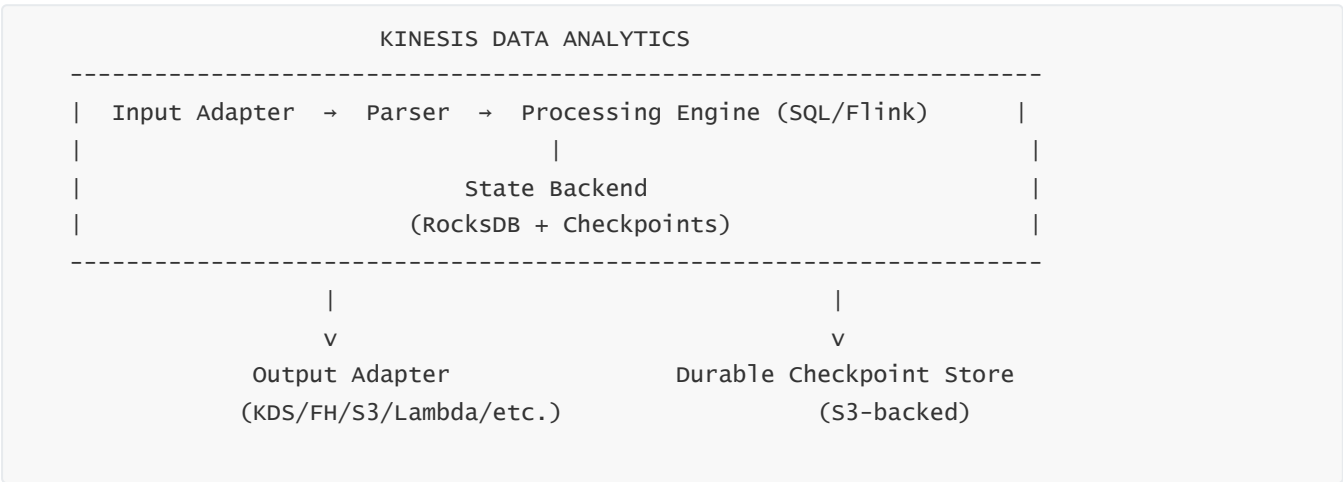 KINESIS DATA ANALYTICS
---------------------------------------------------------------------
|  Input Adapter  →  Parser  →  Processing Engine (SQL/Flink)      |
|                                 |                                 |
|                           State Backend                           |
|                       (RocksDB + Checkpoints)                     |
---------------------------------------------------------------------
|                                   |
v                                   v
Output Adapter                Durable Checkpoint Store
(KDS/FH/S3/Lambda/etc.)                  (S3-backed)